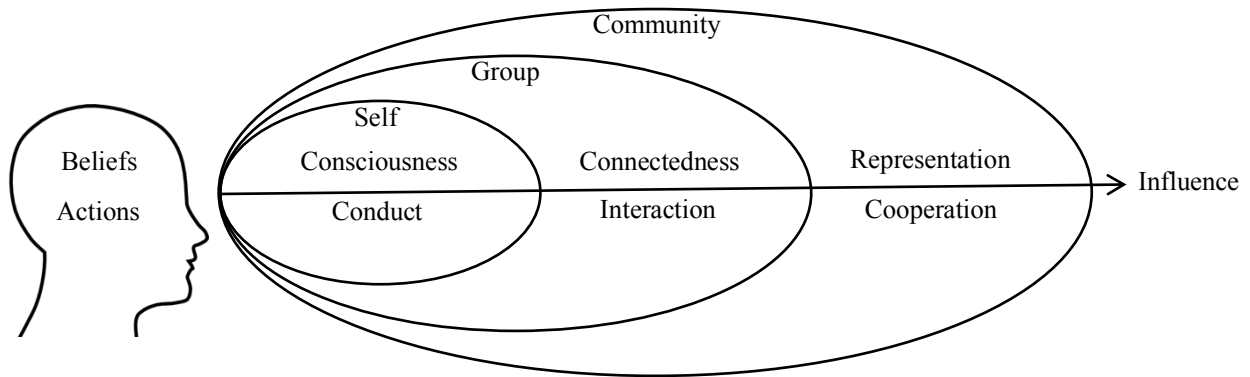 Community
Group
Self
Beliefs
Consciousness
Connectedness
Representation
Influence
Actions
Conduct
Interaction
Cooperation